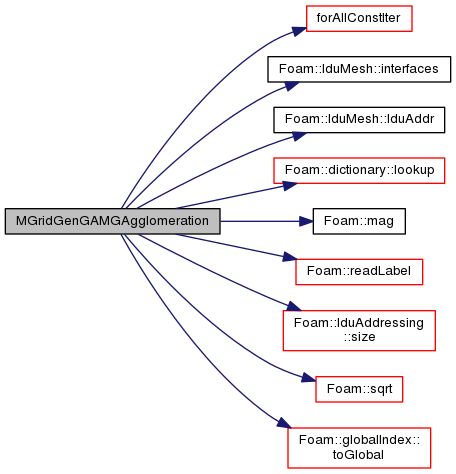 forAllConstIter
Foam::lduMesh::interfaces
Foam::lduMesh::lduAddr
Foam::dictionary::lookup
MGridGenGAMGAgglomeration
Foam::mag
Foam::readLabel
Foam::lduAddressing
::size
Foam::sqrt
Foam::globalIndex::
toGlobal